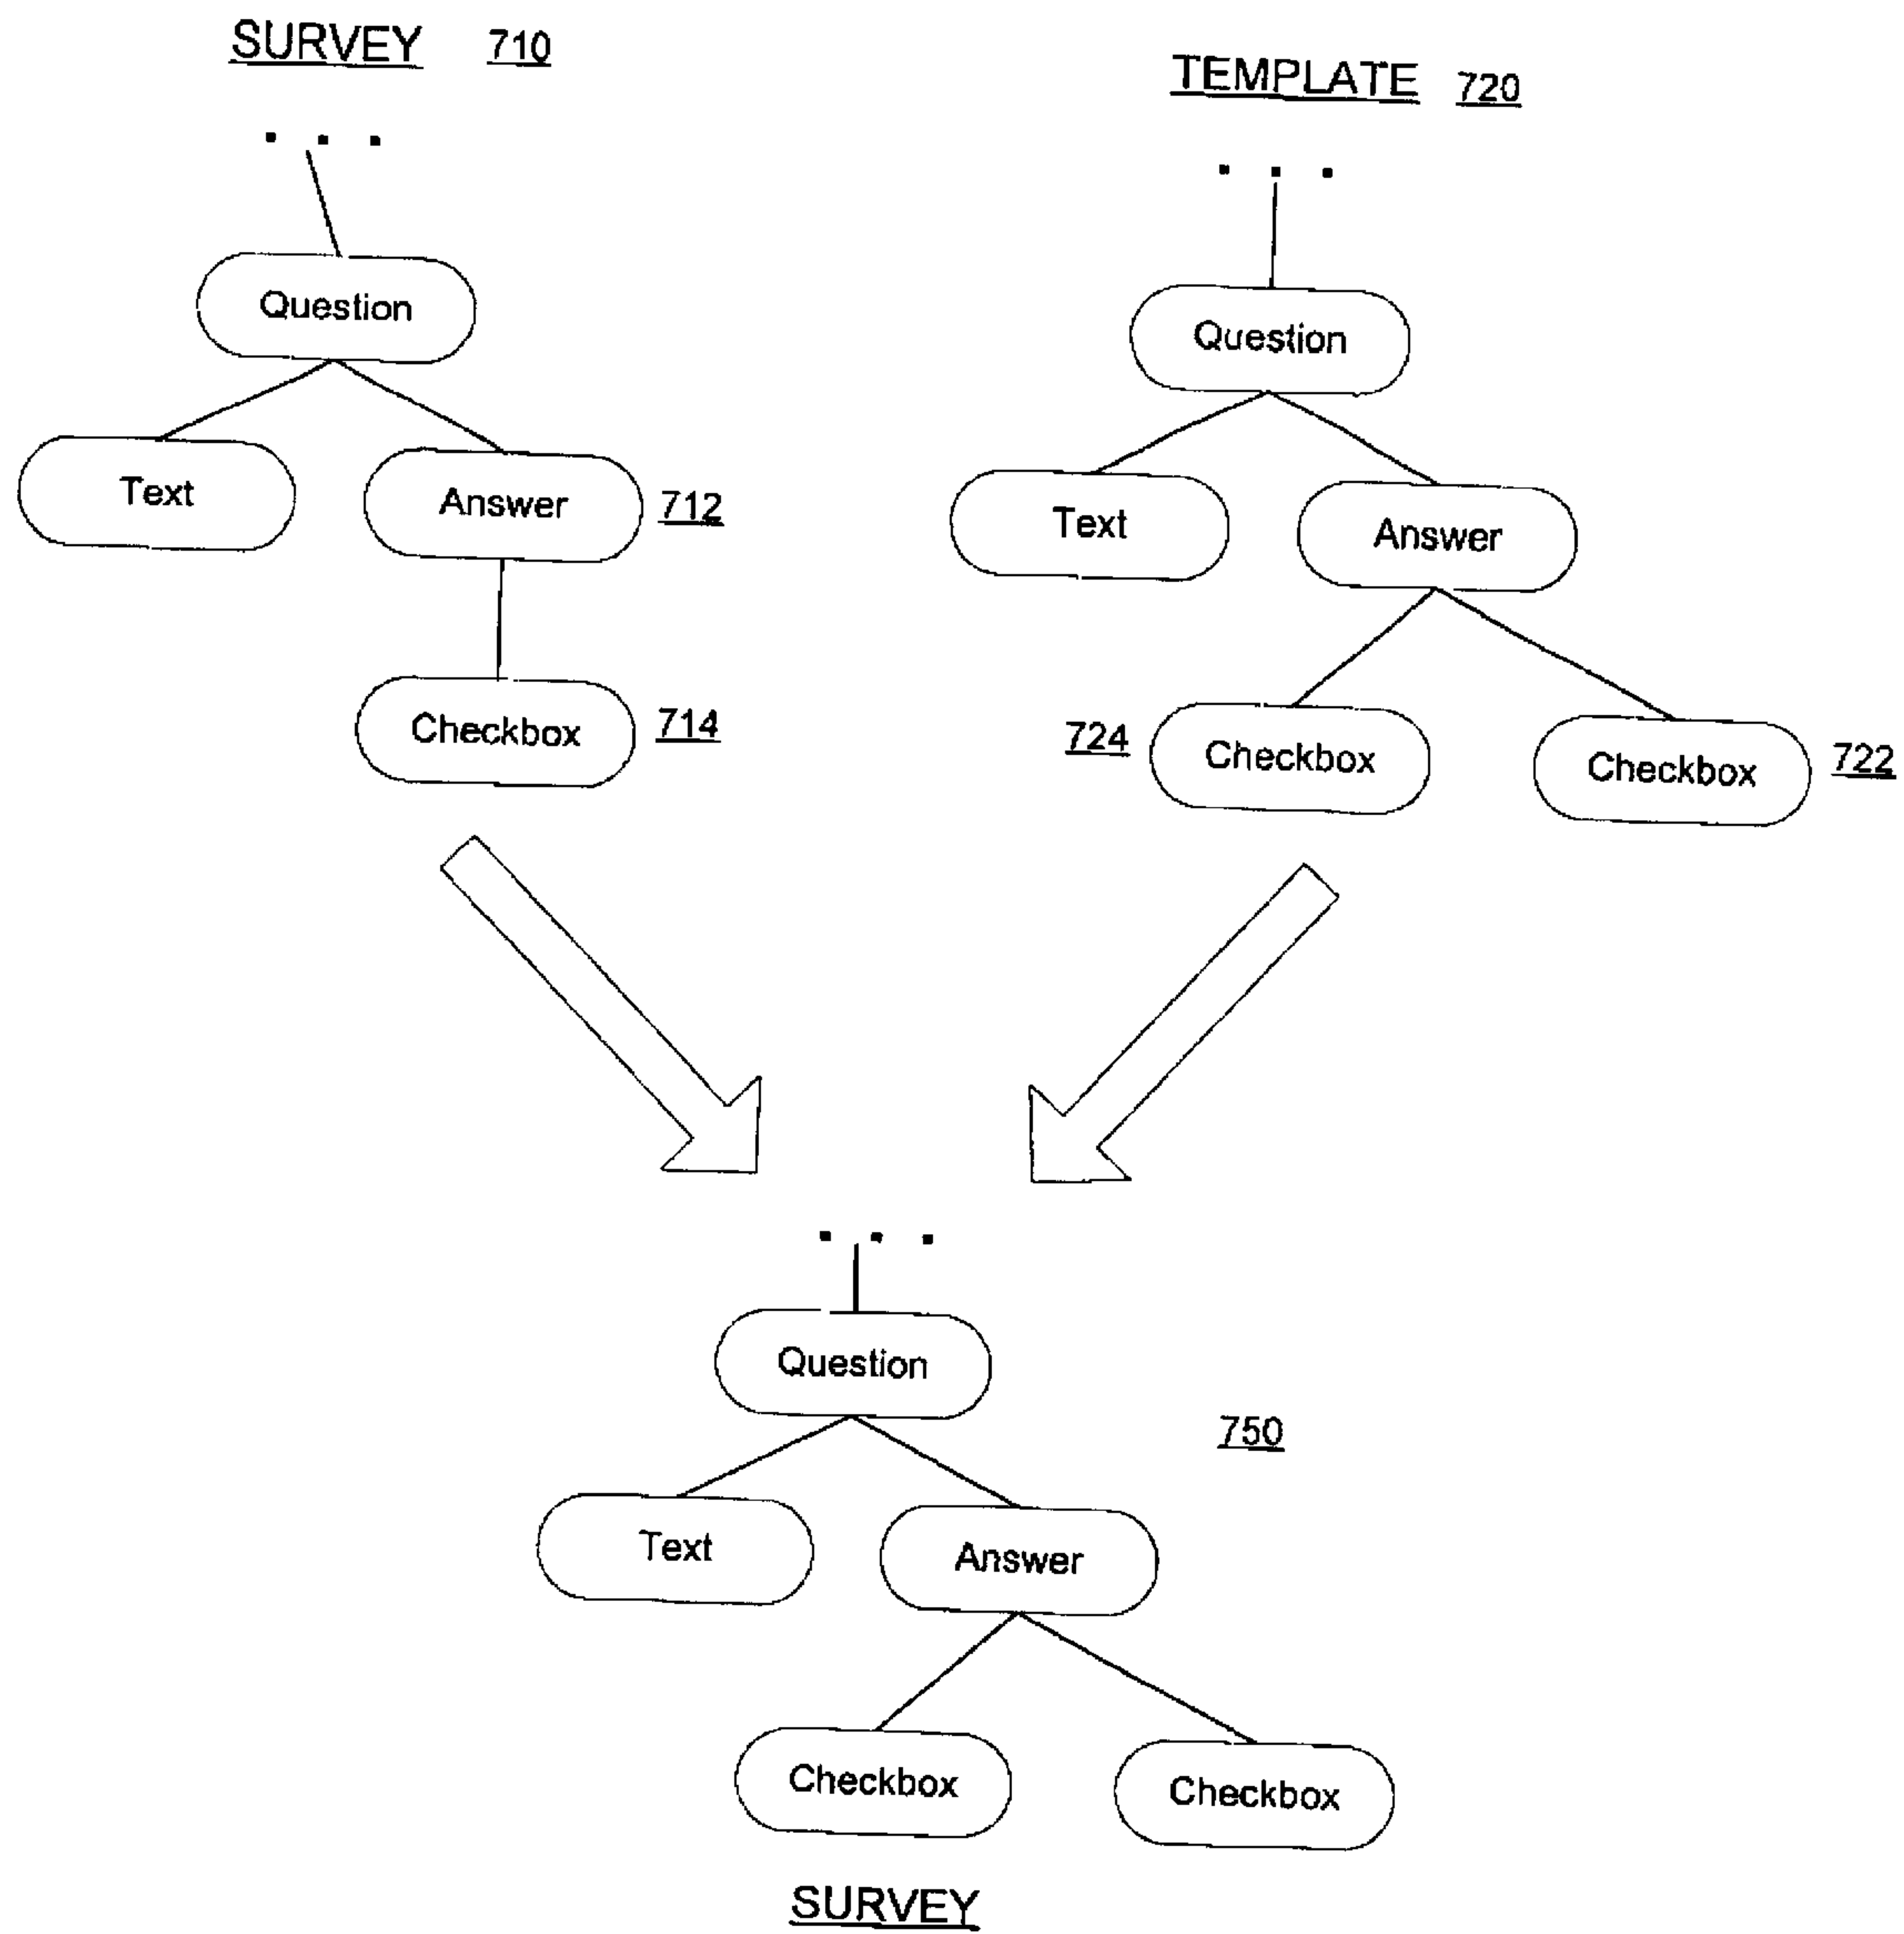 SURVEY 710
TEMPLATE 720
. . .
. . .
Question
Question
Text
Answer 712
Text
Answer
Checkbox 714
724 Checkbox
Checkbox 722
. . .
Question
750
Text
Answer
Checkbox
Checkbox
SURVEY